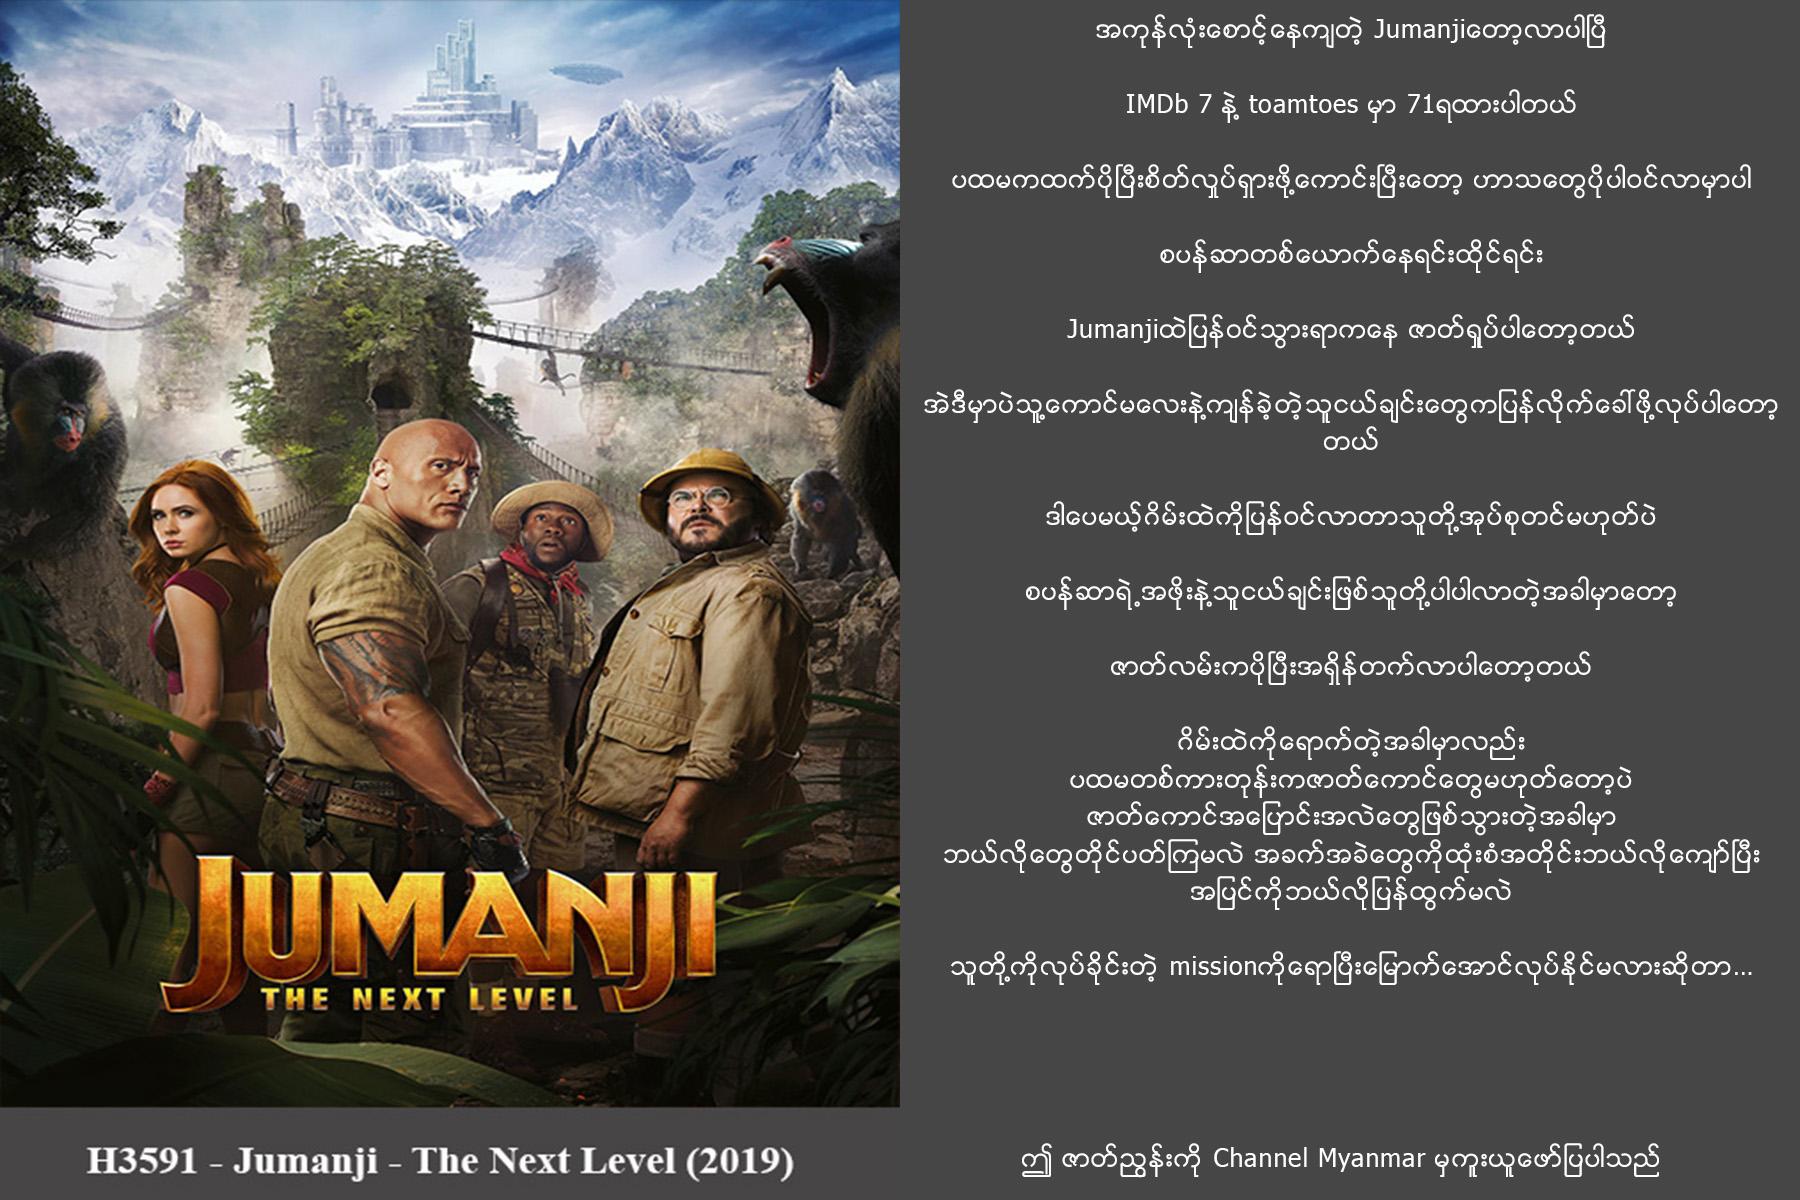 JUMANJI
THE NEXT LEVEL
H3591 - Jumanji - The Next Level (2019)
အကုန်လုံးစောင့်နေကျတဲ့ Jumanjiတော့လာပါပြီ
IMDb 7 နဲ့ toamtoes မှာ 71ရထားပါတယ်
ပထမကထက်ပိုပြီးစိတ်လှုပ်ရှားဖို့ကောင်းပြီးတော့ ဟာသတွေပိုပါဝင်လာမှာပါ
စပန်ဆာတစ်ယောက်နေရင်းထိုင်ရင်း
Jumanjiထဲပြန်ဝင်သွားရာကနေ ဇာတ်ရှုပ်ပါတော့တယ်
အဲဒီမှာပဲသူ့ကောင်မလေးနဲ့ကျန်ခဲ့တဲ့သူငယ်ချင်းတွေကပြန်လိုက်ခေါ်ဖို့လုပ်ပါတော့
တယ်
ဒါပေမယ့်ဂိမ်းထဲကိုပြန်ဝင်လာတာသူတို့အုပ်စုတင်မဟုတ်ပဲ
စပန်ဆာရဲ့အဖိုးနဲ့သူငယ်ချင်းဖြစ်သူတို့ပါပါလာတဲ့အခါမှာတော့
ဇာတ်လမ်းကပိုပြီးအရှိန်တက်လာပါတော့တယ်
ဂိမ်းထဲကိုရောက်တဲ့အခါမှာလည်း
ပထမတစ်ကားတုန်းကဇာတ်ကောင်တွေမဟုတ်တော့ပဲ
ဇာတ်ကောင်အပြောင်းအလဲတွေဖြစ်သွားတဲ့အခါမှာ
ဘယ်လိုတွေတိုင်ပတ်ကြမလဲ အခက်အခဲတွေကိုထုံးစံအတိုင်းဘယ်လိုကျော်ပြီး
အပြင်ကိုဘယ်လိုပြန်ထွက်မလဲ
သူတို့ကိုလုပ်ခိုင်းတဲ့ missionကိုရောပြီးမြောက်အောင်လုပ်နိုင်မလားဆိုတာ...
ဤ ဇာတ်ညွှန်းကို Channel Myanmar မှကူးယူဖော်ပြပါသည်